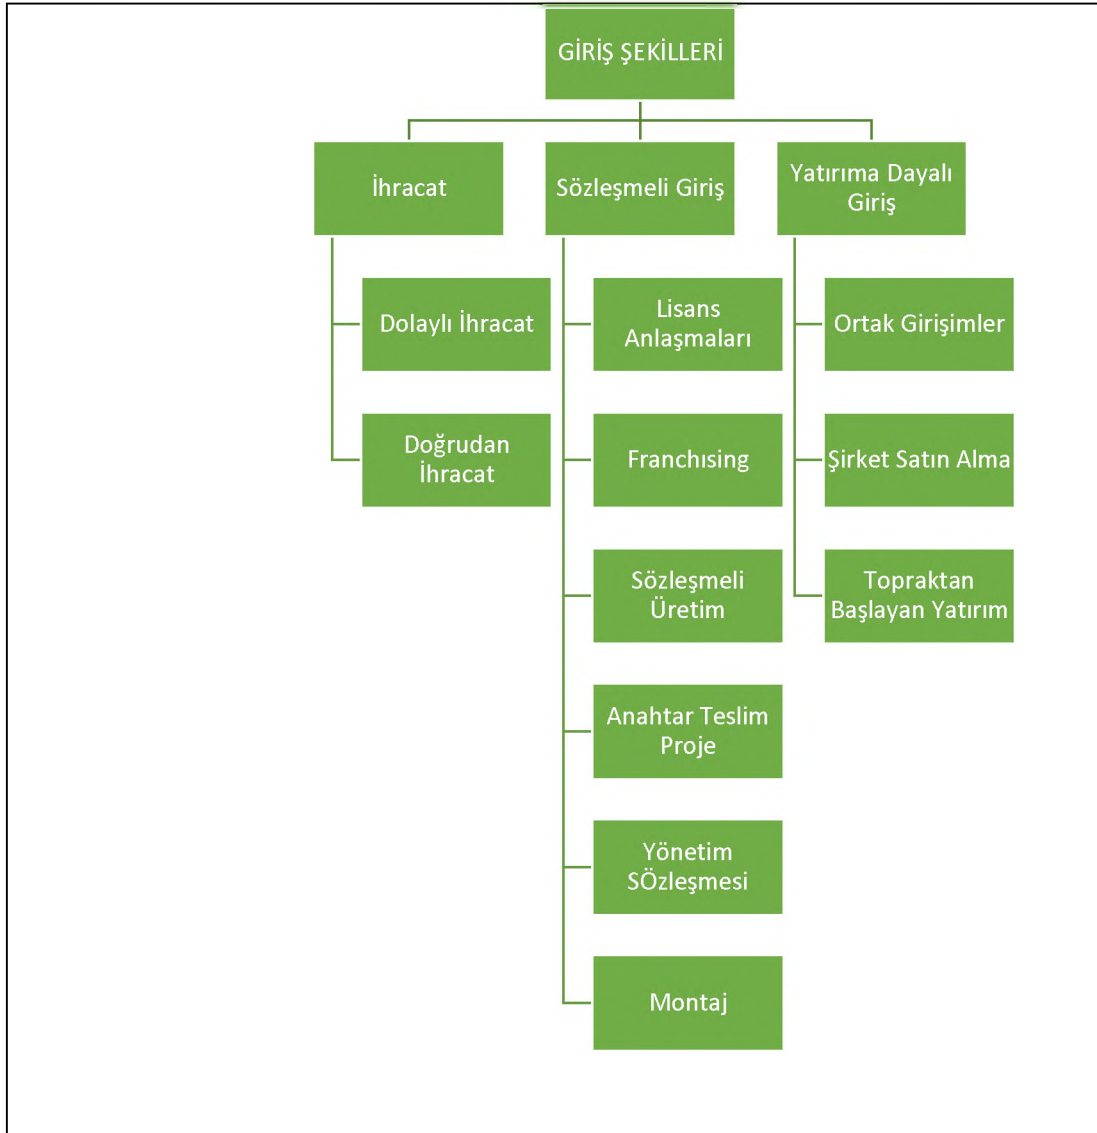 GİRİŞ ŞEKİLLERİ
İhracat
Dolaylı İhracat
Doğrudan
İhracat
Sözleşmeli Giriş
Lisans
Anlaşmaları
Franchısing
Sözleşmeli
Üretim
Anahtar Teslim
Proje
Yönetim
SÖzleşmesi
Montaj
Yatırıma Dayalı
Giriş
Ortak Girişimler
Şirket Satın Alma
Topraktan
Başlayan Yatırım